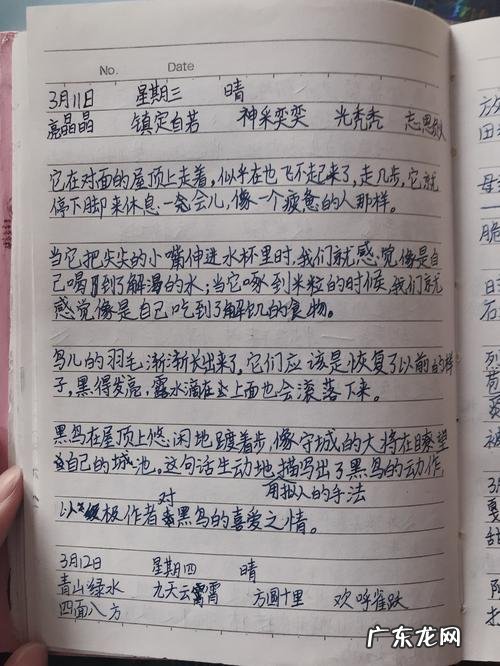 No. Date
3月11日 星期三 晴
亮晶晶 镇定自若 神采奕奕 光秃秃
它在对面的屋顶上走着,似乎在也飞不起来了,走几步,它就
停下脚来休息一会儿,像一个疲惫的人那样。
当它把尖尖的小嘴伸进水杯里时,我们就感觉像是自
己喝到了解渴的水;当它啄到米粒的时候,我们就
感觉像是自己吃到了解饥的食物。
鸟儿的羽毛渐渐长出来了,它们应该是恢复了以前的样
子,黑得发亮,露水滴在上面也会滚落下来。
黑鸟在屋顶上悠闲地踱着步,像守城的大将在瞭望
自己的城池。这句话生动地描写出了黑鸟的动作
用拟人的手法
对
以及 作者 黑鸟的喜爱之情。
3月12日 星期四 晴
青山绿水 九天云霄 方圆十里 欢呼雀跃
四面八方
广东龙网